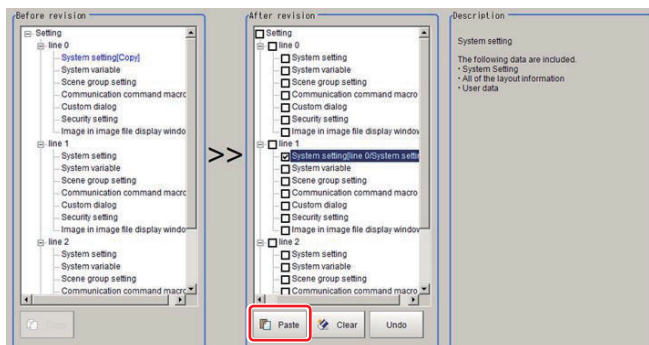 Before revision
Setting
line 0
System setting[Copy]
System variable
Scene group setting
Communication command macro
Custom dialog
Security setting
Image in image file display windo
line 1
System setting
System variable
Scene group setting
Communication command macro
Custom dialog
Security setting
Image in image file display windo
line 2
System setting
System variable
Scene group setting
Communication command macro
>>
After revision
Setting
line 0
System setting
System variable
Scene group setting
Communication command macro
Custom dialog
Security setting
Image in image file display window
line 1
System setting[line 0/System settin
System variable
Scene group setting
Communication command macro
Custom dialog
Security setting
Image in image file display window
line 2
System setting
System variable
Scene group setting
Communication command macro
Paste
Clear
Undo
Description
System setting
The following data are included.
・System Setting
・All of the layout information
・User data